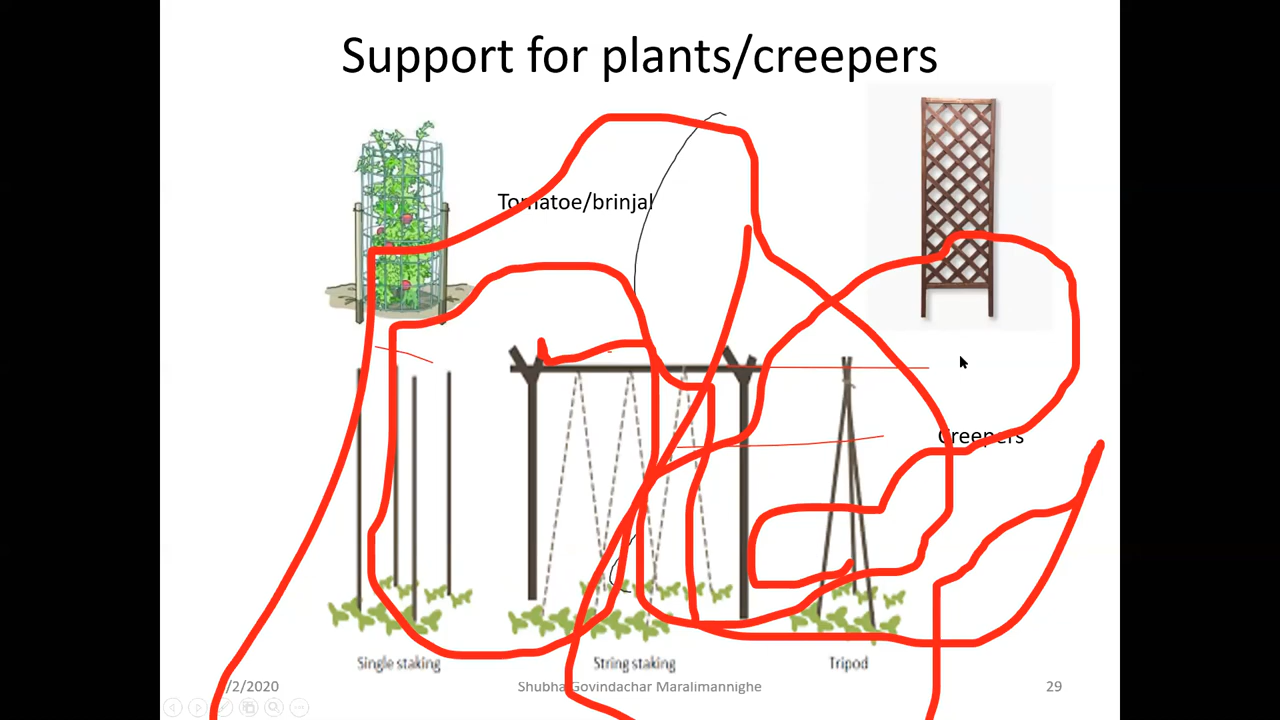 Support for plants/creepers
Tomatoe/brinjal
Creepers
Single staking
String staking
Tripod
/2/2020
Shubha Govindachar Maralimannighe
29